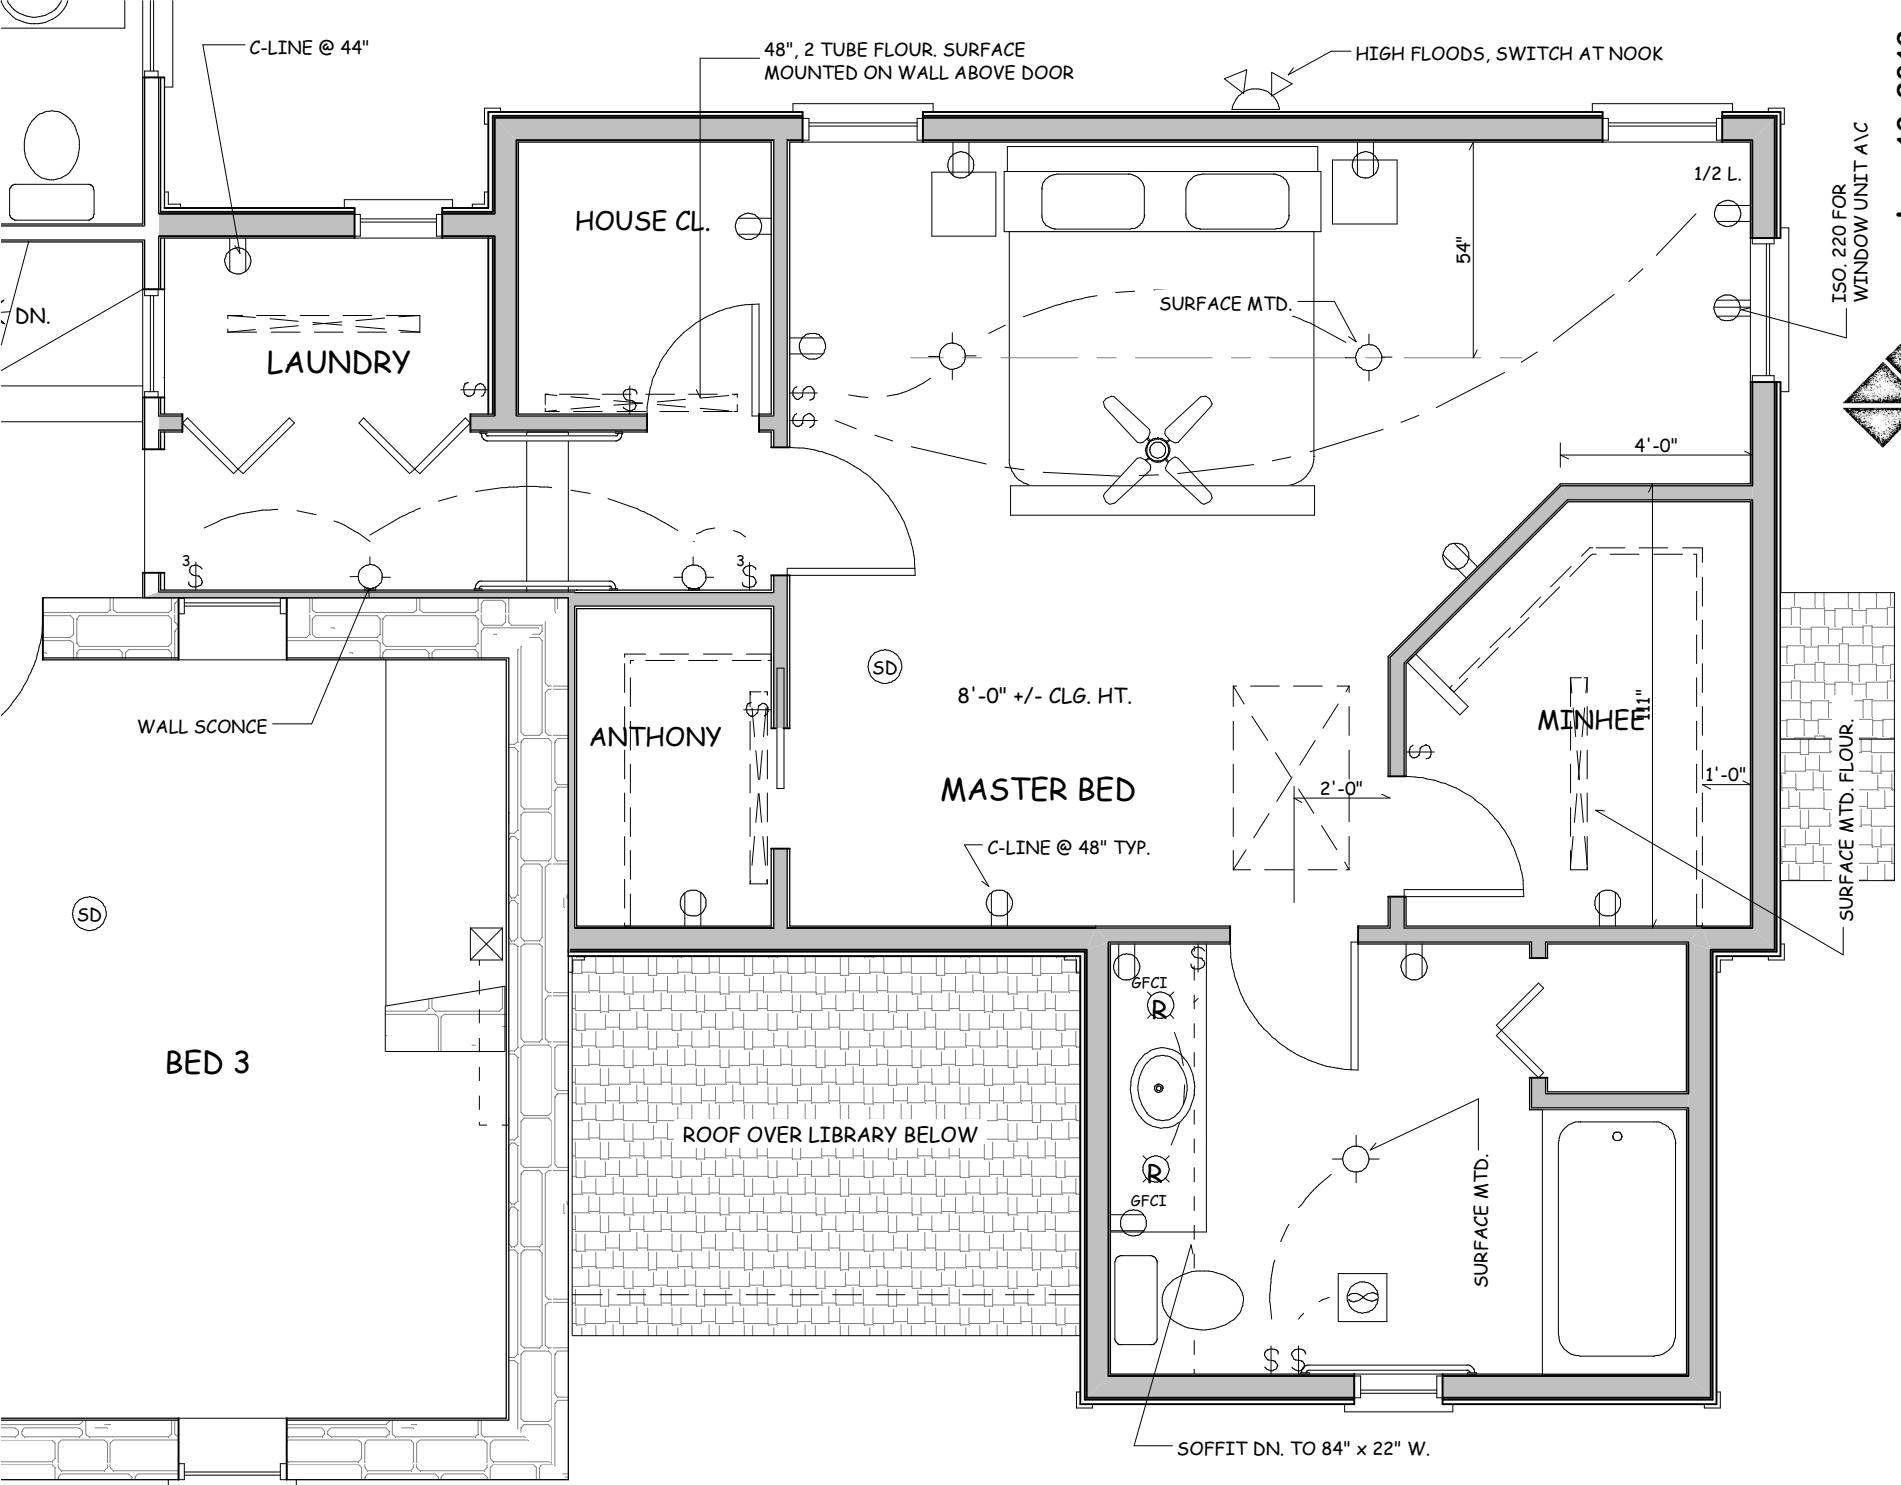 C-LINE @ 44"
48", 2 TUBE FLOUR. SURFACE
MOUNTED ON WALL ABOVE DOOR
HIGH FLOODS, SWITCH AT NOOK
ISO. 220 FOR
WINDOW UNIT A\C
1/2 L.
HOUSE CL.
54"
SURFACE MTD.
DN.
LAUNDRY
$
$
$
$
4'-0"
3
$
3
$
SD
8'-0" +/- CLG. HT.
WALL SCONCE
ANTHONY
$
MINHEE
111"
$
MASTER BED
2'-0"
1'-0"
SURFACE MTD. FLOUR.
C-LINE @ 48" TYP.
SD
$
GFCI
R
BED 3
ROOF OVER LIBRARY BELOW
R
GFCI
SURFACE MTD.
$ $
SOFFIT DN. TO 84" x 22" W.